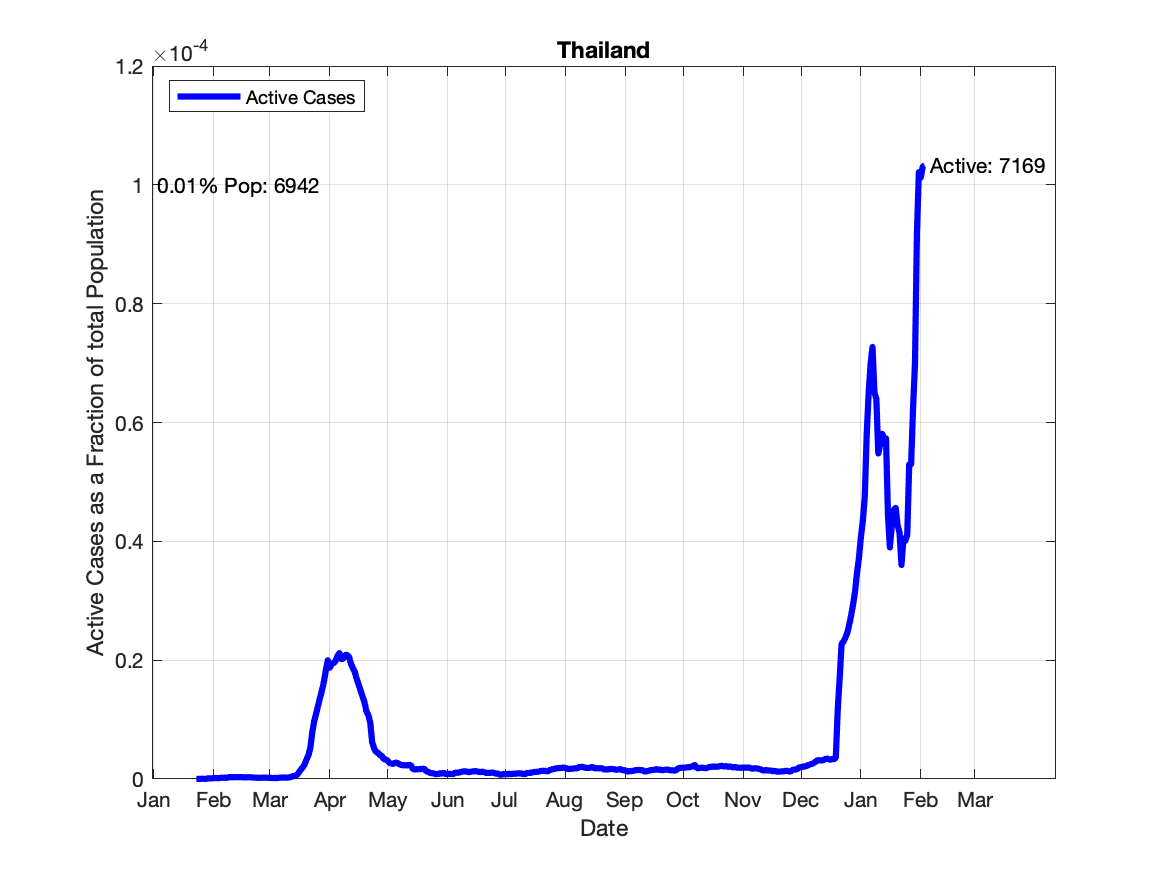 Thailand
×10-4
1.2
1
0.8
0.6
0.4
0.2
0
Active Cases
0.01% Pop: 6942
Active: 7169
Active Cases as a Fraction of total Population
Jan Feb Mar Apr May Jun Jul Aug Sep Oct Nov Dec Jan Feb Mar
Date